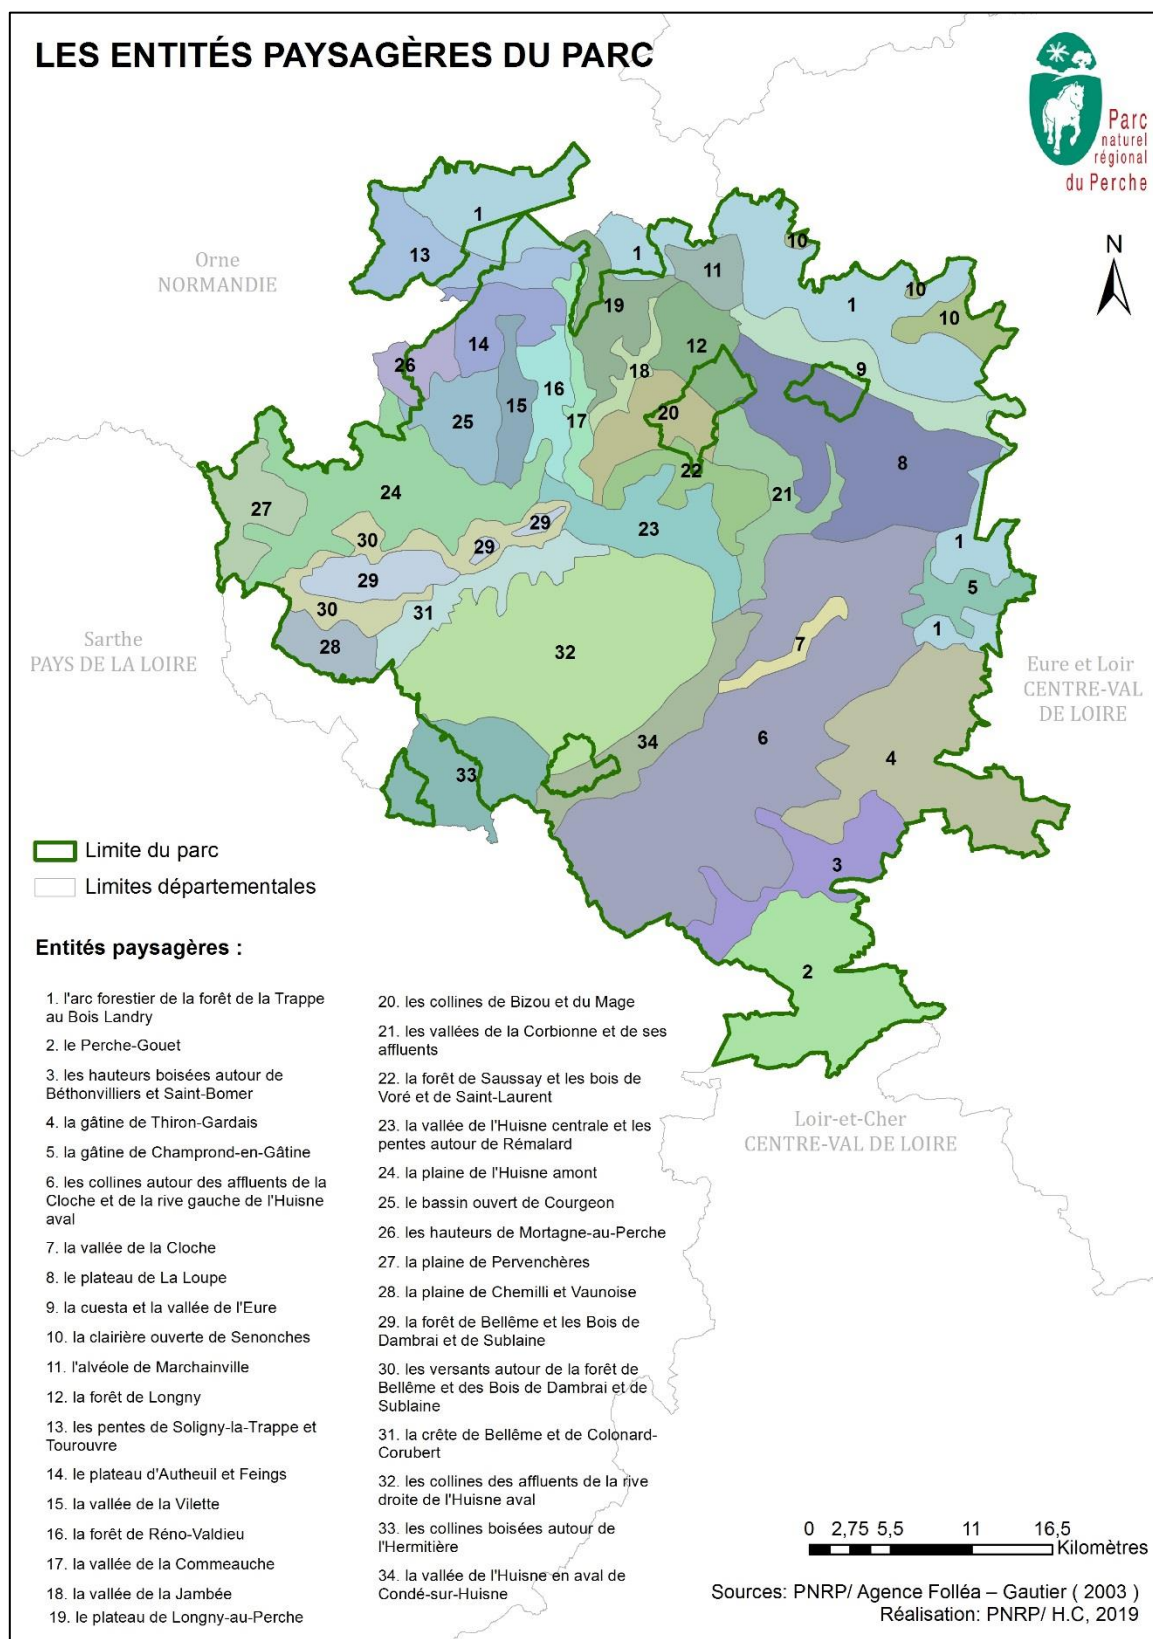 LES ENTITÉS PAYSAGÈRES DU PARC
Parc
naturel
régional
du Perche
N
Orne
NORMANDIE
Sarthe
PAYS DE LA LOIRE
Eure et Loir
CENTRE-VAL
DE LOIRE
Loir-et-Cher
CENTRE-VAL DE LOIRE
1
13
1
10
11
10
1
10
19
14
12
26
18
9
16
15
20
25
17
8
22
21
24
27
29
23
30
29
1
29
5
30
31
1
28
7
32
6
34
4
33
3
2
Limite du parc
Limites départementales
Entités paysagères :
1. l'arc forestier de la forêt de la Trappe
au Bois Landry
2. le Perche-Gouet
3. les hauteurs boisées autour de
Béthonvilliers et Saint-Bomer
4. la gâtine de Thiron-Gardais
5. la gâtine de Champrond-en-Gâtine
6. les collines autour des affluents de la
Cloche et de la rive gauche de l'Huisne
aval
7. la vallée de la Cloche
8. le plateau de La Loupe
9. la cuesta et la vallée de l'Eure
10. la clairière ouverte de Senonches
11. l'alvéole de Marchainville
12. la forêt de Longny
13. les pentes de Soligny-la-Trappe et
Tourouvre
14. le plateau d'Autheuil et Feings
15. la vallée de la Vilette
16. la forêt de Réno-Valdieu
17. la vallée de la Commeauche
18. la vallée de la Jambée
19. le plateau de Longny-au-Perche
20. les collines de Bizou et du Mage
21. les vallées de la Corbionne et de ses
affluents
22. la forêt de Saussay et les bois de
Voré et de Saint-Laurent
23. la vallée de l'Huisne centrale et les
pentes autour de Rémalard
24. la plaine de l'Huisne amont
25. le bassin ouvert de Courgeon
26. les hauteurs de Mortagne-au-Perche
27. la plaine de Pervenchères
28. la plaine de Chemilli et Vaunoise
29. la forêt de Bellême et les Bois de
Dambrai et de Sublaine
30. les versants autour de la forêt de
Bellême et des Bois de Dambrai et de
Sublaine
31. la crête de Bellême et de Colonard-
Corubert
32. les collines des affluents de la rive
droite de l'Huisne aval
33. les collines boisées autour de
l'Hermitière
34. la vallée de l'Huisne en aval de
Condé-sur-Huisne
0 2,75 5,5 11 16,5
Kilomètres
Sources: PNRP/ Agence Folléa – Gautier ( 2003 )
Réalisation: PNRP/ H.C, 2019